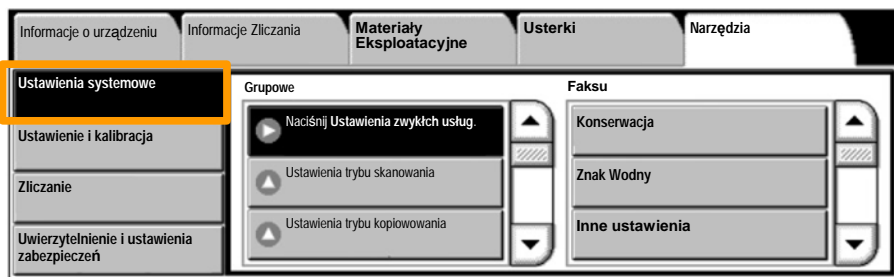 Informacje o urządzeniu
Informacje Zliczania
Materiały
Eksploatacyjne
Usterki
Narzędzia
Ustawienia systemowe
Ustawienie i kalibracja
Zliczanie
Uwierzytelnienie i ustawienia
zabezpieczeń
Grupowe
Naciśnij Ustawienia zwykłch usług.
Ustawienia trybu skanowania
Ustawienia trybu kopiowowania
Faksu
Konserwacja
Znak Wodny
Inne ustawienia